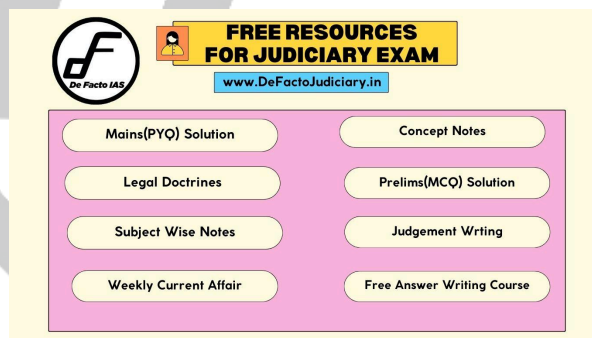 De Facto IAS
FREE RESOURCES
FOR JUDICIARY EXAM
www.DeFactoJudiciary.in
Mains(PYQ) Solution
Concept Notes
Legal Doctrines
Prelims(MCQ) Solution
Subject Wise Notes
Judgement Wrting
Weekly Current Affair
Free Answer Writing Course